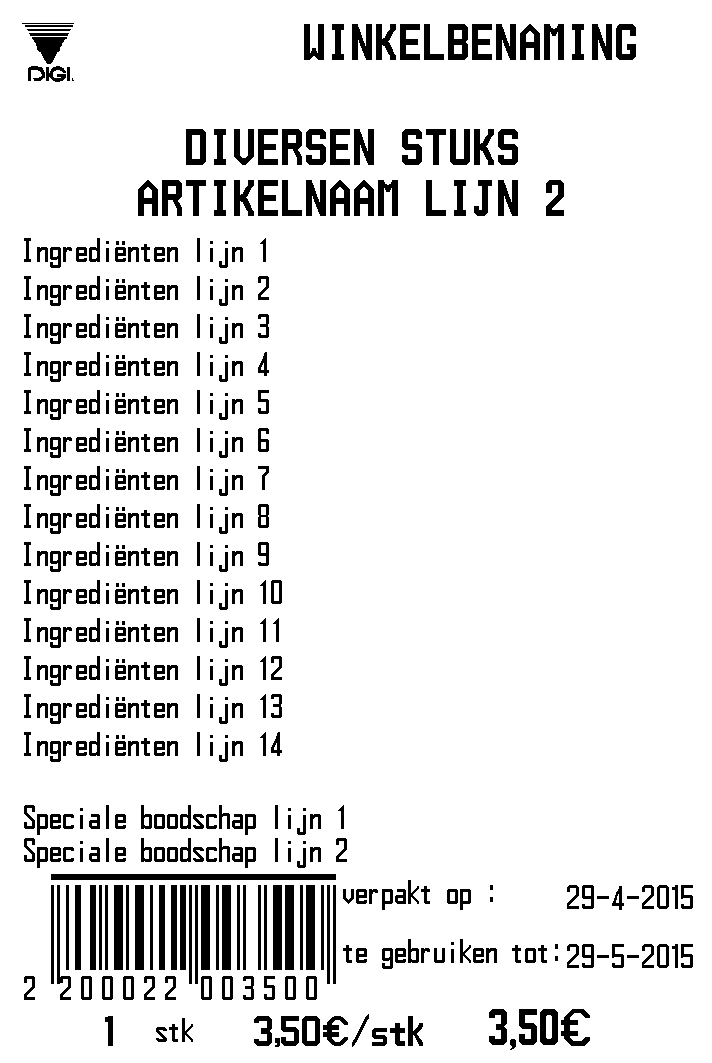 DIGI.
WINKELBENAMING
DIVERSEN STUKS
ARTIKELNAAM LIJN 2
Ingrediënten lijn 1
Ingrediënten lijn 2
Ingrediënten lijn 3
Ingrediënten lijn 4
Ingrediënten lijn 5
Ingrediënten lijn 6
Ingrediënten lijn 7
Ingrediënten lijn 8
Ingrediënten lijn 9
Ingrediënten lijn 10
Ingrediënten lijn 11
Ingrediënten lijn 12
Ingrediënten lijn 13
Ingrediënten lijn 14
Speciale boodschap lijn 1
Speciale boodschap lijn 2
verpakt op : 29-4-2015
te gebruiken tot: 29-5-2015
2 200022 003500
1 stk 3,50€/stk 3,50€